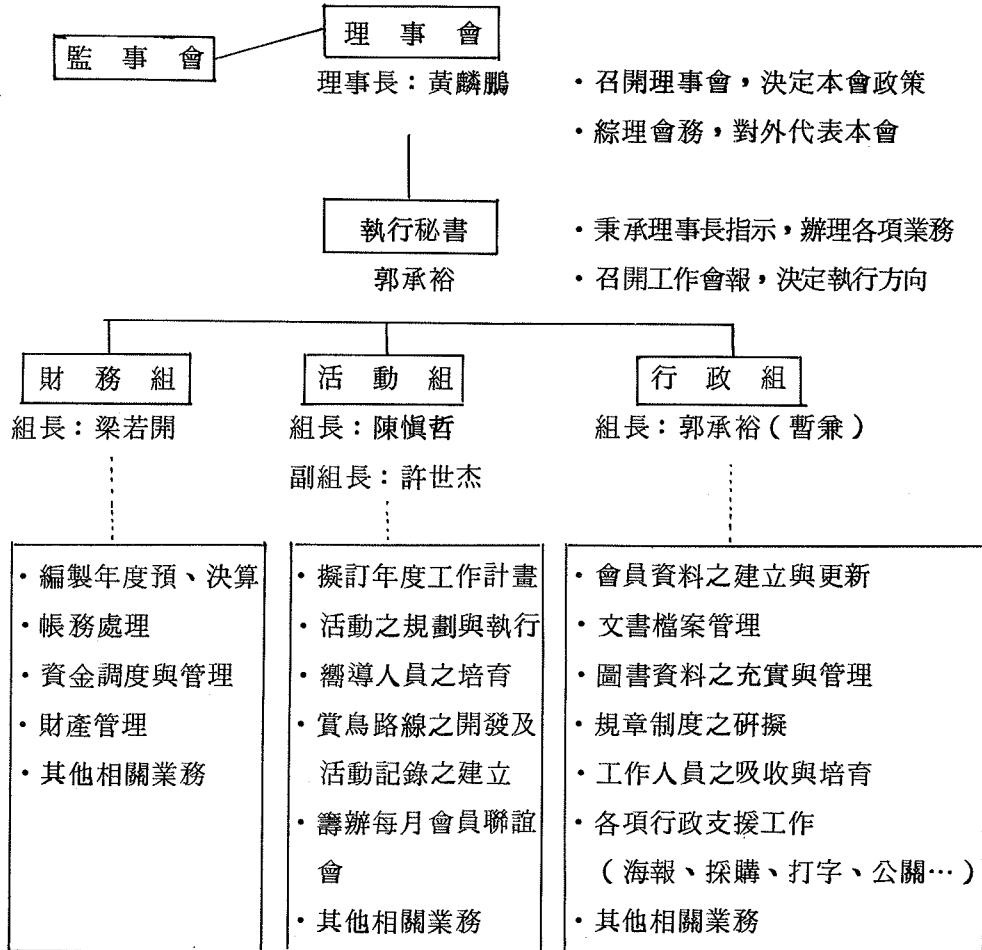 理事會
監事會
理事長：黃麟鵬
・召開理事會，決定本會政策
・綜理會務，對外代表本會
執行秘書
郭承裕
・秉承理事長指示，辦理各項業務
・召開工作會報，決定執行方向
財務組
組長：梁若開
活動組
組長：陳愼哲
副組長：許世杰
行政組
組長：郭承裕（暫兼）
・編製年度預、決算
・帳務處理
・資金調度與管理
・財產管理
・其他相關業務
・擬訂年度工作計畫
・活動之規劃與執行
・嚮導人員之培育
・賞鳥路線之開發及
活動記錄之建立
・籌辦每月會員聯誼
會
・其他相關業務
・會員資料之建立與更新
・文書檔案管理
・圖書資料之充實與管理
・規章制度之硏擬
・工作人員之吸收與培育
・各項行政支援工作
（海報、採購、打字、公關…）
・其他相關業務